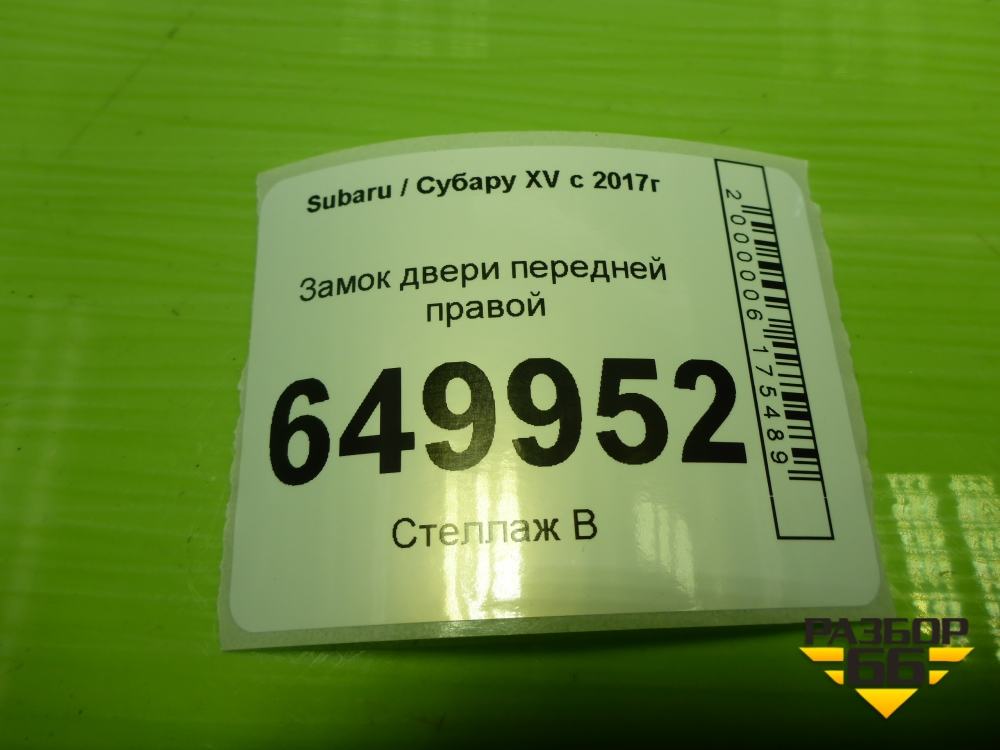 Subaru / Субару XV с 2017г
Замок двери передней
правой
649952
Стеллаж В
2000006175489
РАЗБОР
66